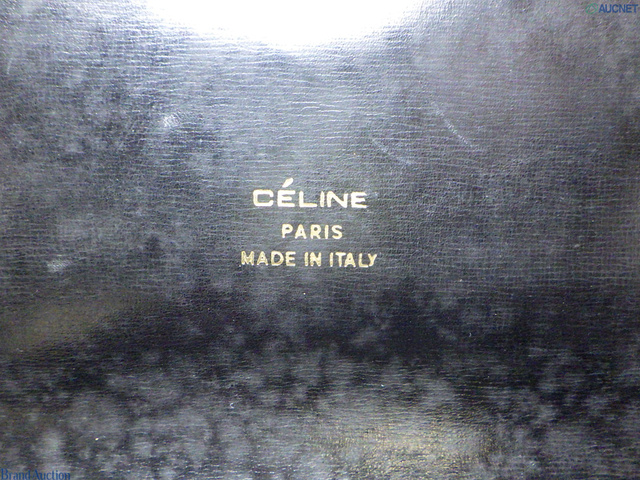 AUCNET
CÉLINE
PARIS
MADE IN ITALY
Brand Auction